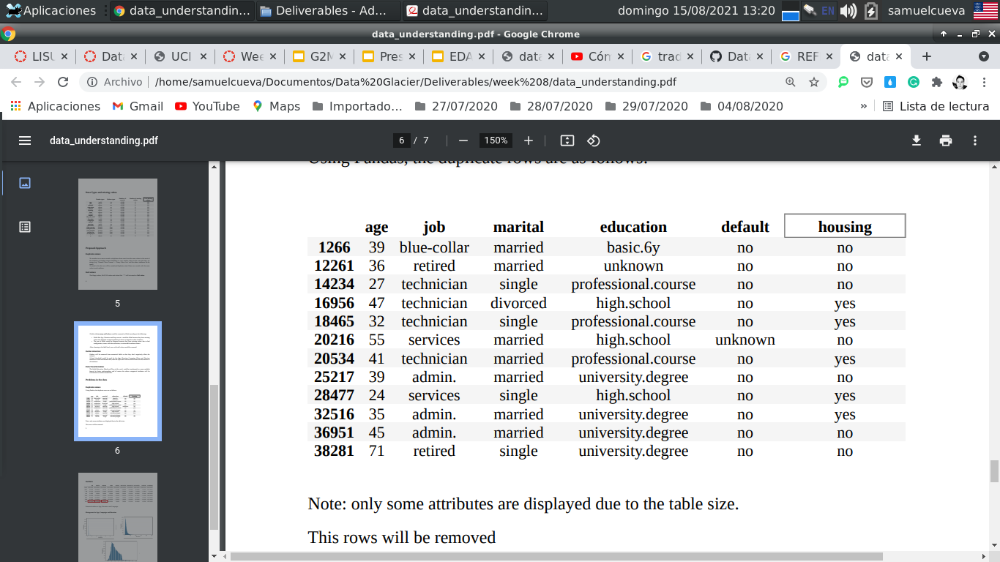 Aplicaciones data_understandin... Deliverables - Ad... data_understandin... domingo 15/08/2021 13:20 EN samuelcueva
data_understanding.pdf - Google Chrome
LISU Data UCI Wee G2M Pres EDA data Cóm trad Data REF data
Archivo /home/samuelcueva/Documentos/Data%20Glacier/Deliverables/week%208/data_understanding.pdf
Aplicaciones Gmail YouTube Maps Importado... 27/07/2020 28/07/2020 29/07/2020 04/08/2020 » Lista de lectura
data_understanding.pdf 6 / 7 150%
Using Pandas, the duplicate rows are as follows:
age job marital education default housing
1266 39 blue-collar married basic.6y no no
12261 36 retired married unknown no no
14234 27 technician single professional.course no no
16956 47 technician divorced high.school no yes
18465 32 technician single professional.course no yes
20216 55 services married high.school unknown no
20534 41 technician married professional.course no yes
25217 39 admin. married university.degree no no
28477 24 services single high.school no yes
32516 35 admin. married university.degree no yes
36951 45 admin. married university.degree no no
38281 71 retired single university.degree no no
Note: only some attributes are displayed due to the table size.
This rows will be removed
5
6